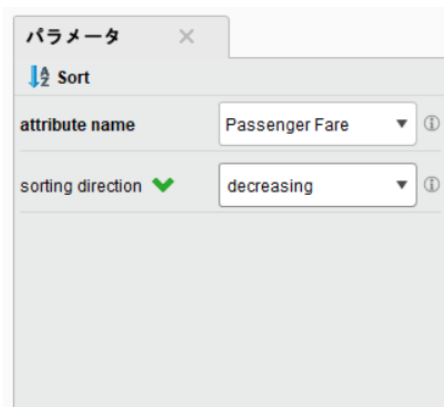 パラメータ
Sort
attribute name Passenger Fare
sorting direction decreasing